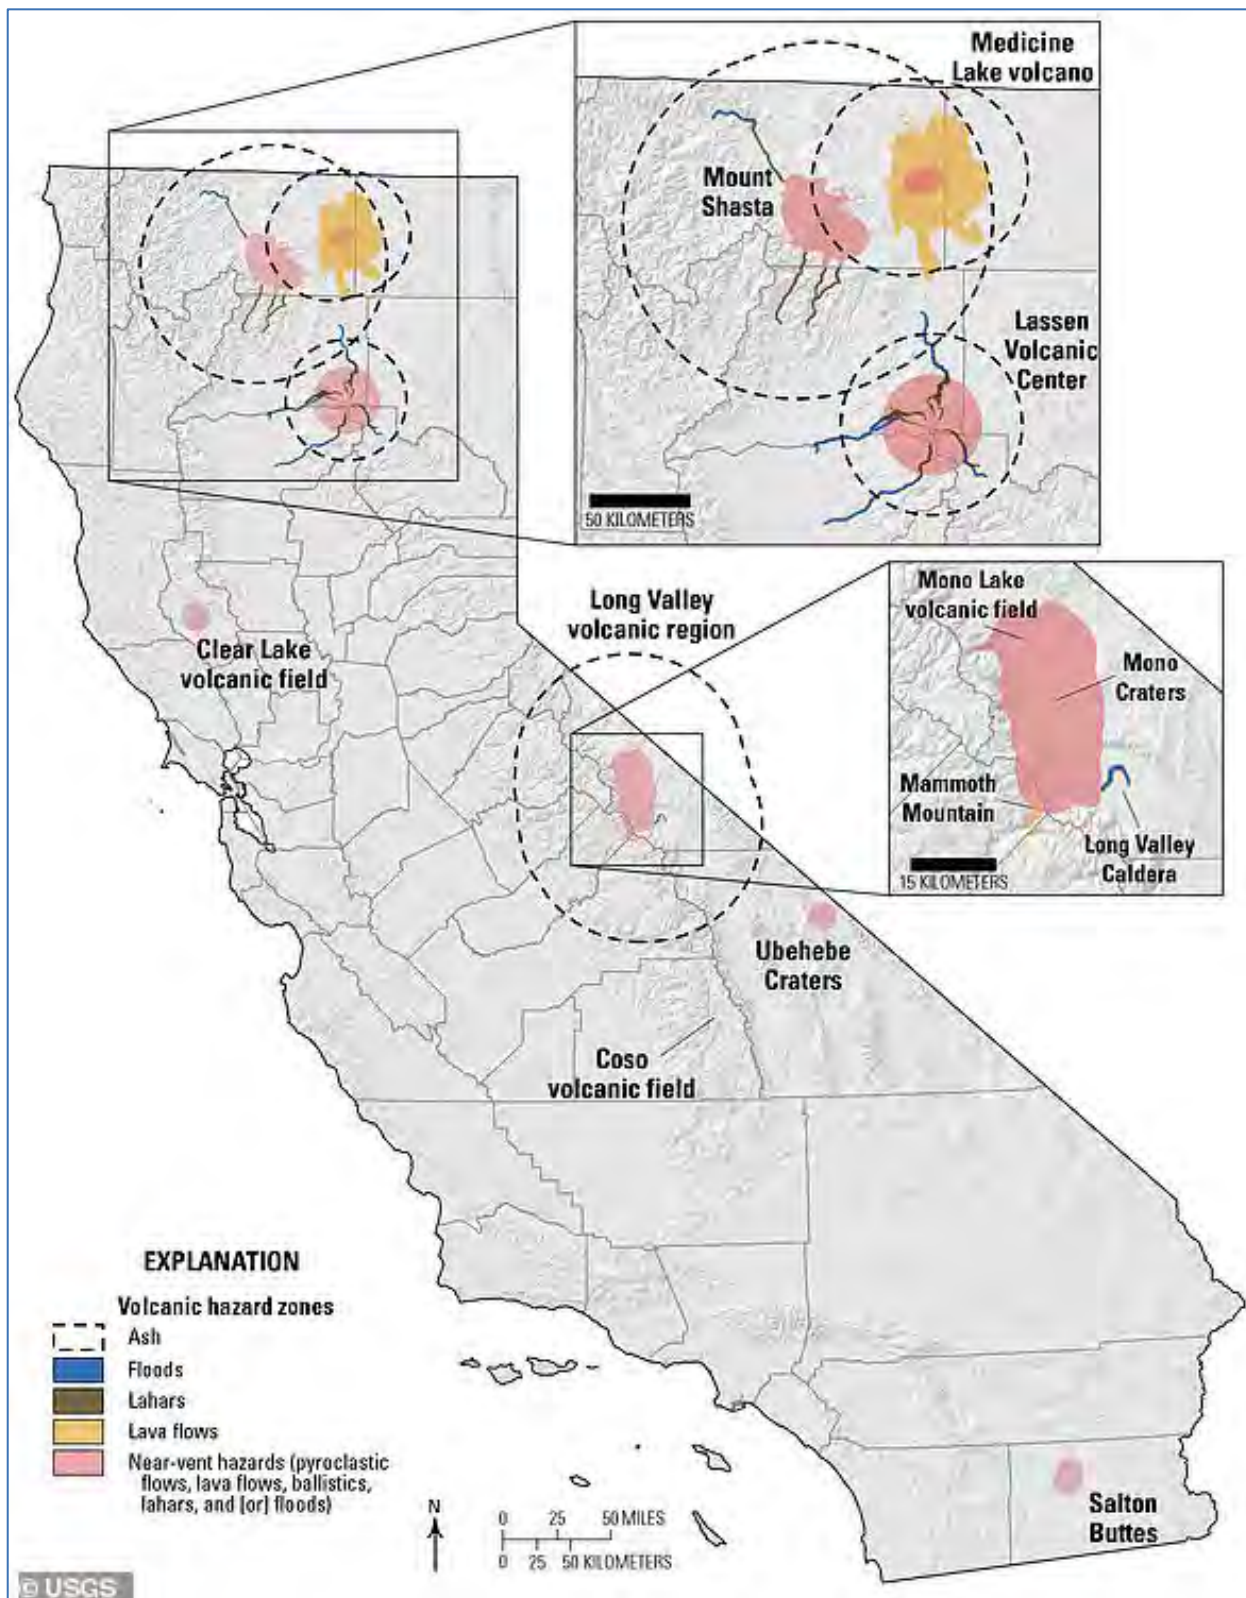 Medicine
Lake volcano
Mount
Shasta
Lassen
Volcanic
Center
50 KILOMETERS
Long Valley
volcanic region
Mono Lake
volcanic field
Mono
Craters
Mammoth
Mountain
Long Valley
Caldera
15 KILOMETERS
Clear Lake
volcanic field
Ubehebe
Craters
Coso
volcanic field
EXPLANATION
Volcanic hazard zones
Ash
Floods
Lahars
Lava flows
Near-vent hazards (pyroclastic
flows, lava flows, ballistics,
lahars, and [or] floods)
N
0 25 50 MILES
0 25 50 KILOMETERS
Salton
Buttes
© USGS